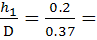 h₁/D = 0.2/0.37 =